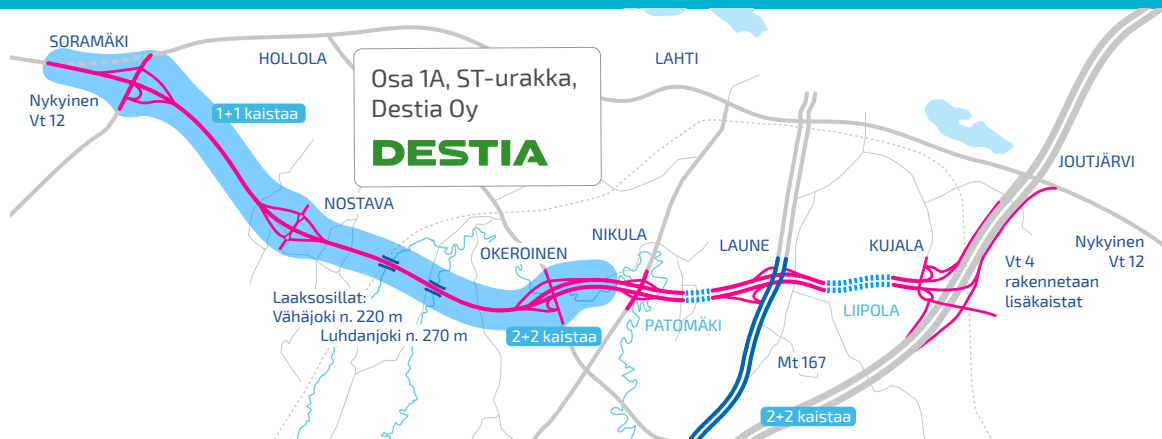 SORAMÄKI
HOLLOLA
LAHTI
Osa 1A, ST-urakka,
Destia Oy
DESTIA
Nykyinen
Vt 12
1+1 kaistaa
JOUTJÄRVI
NOSTAVA
NIKULA
OKEROINEN
LAUNE
KUJALA
Nykyinen
Vt 12
Vt 4
rakennetaan
lisäkaistat
Laaksosillat:
Vähäjoki n. 220 m
Luhdanjoki n. 270 m
2+2 kaistaa
PATOMÄKI
LIIPOLA
Mt 167
2+2 kaistaa